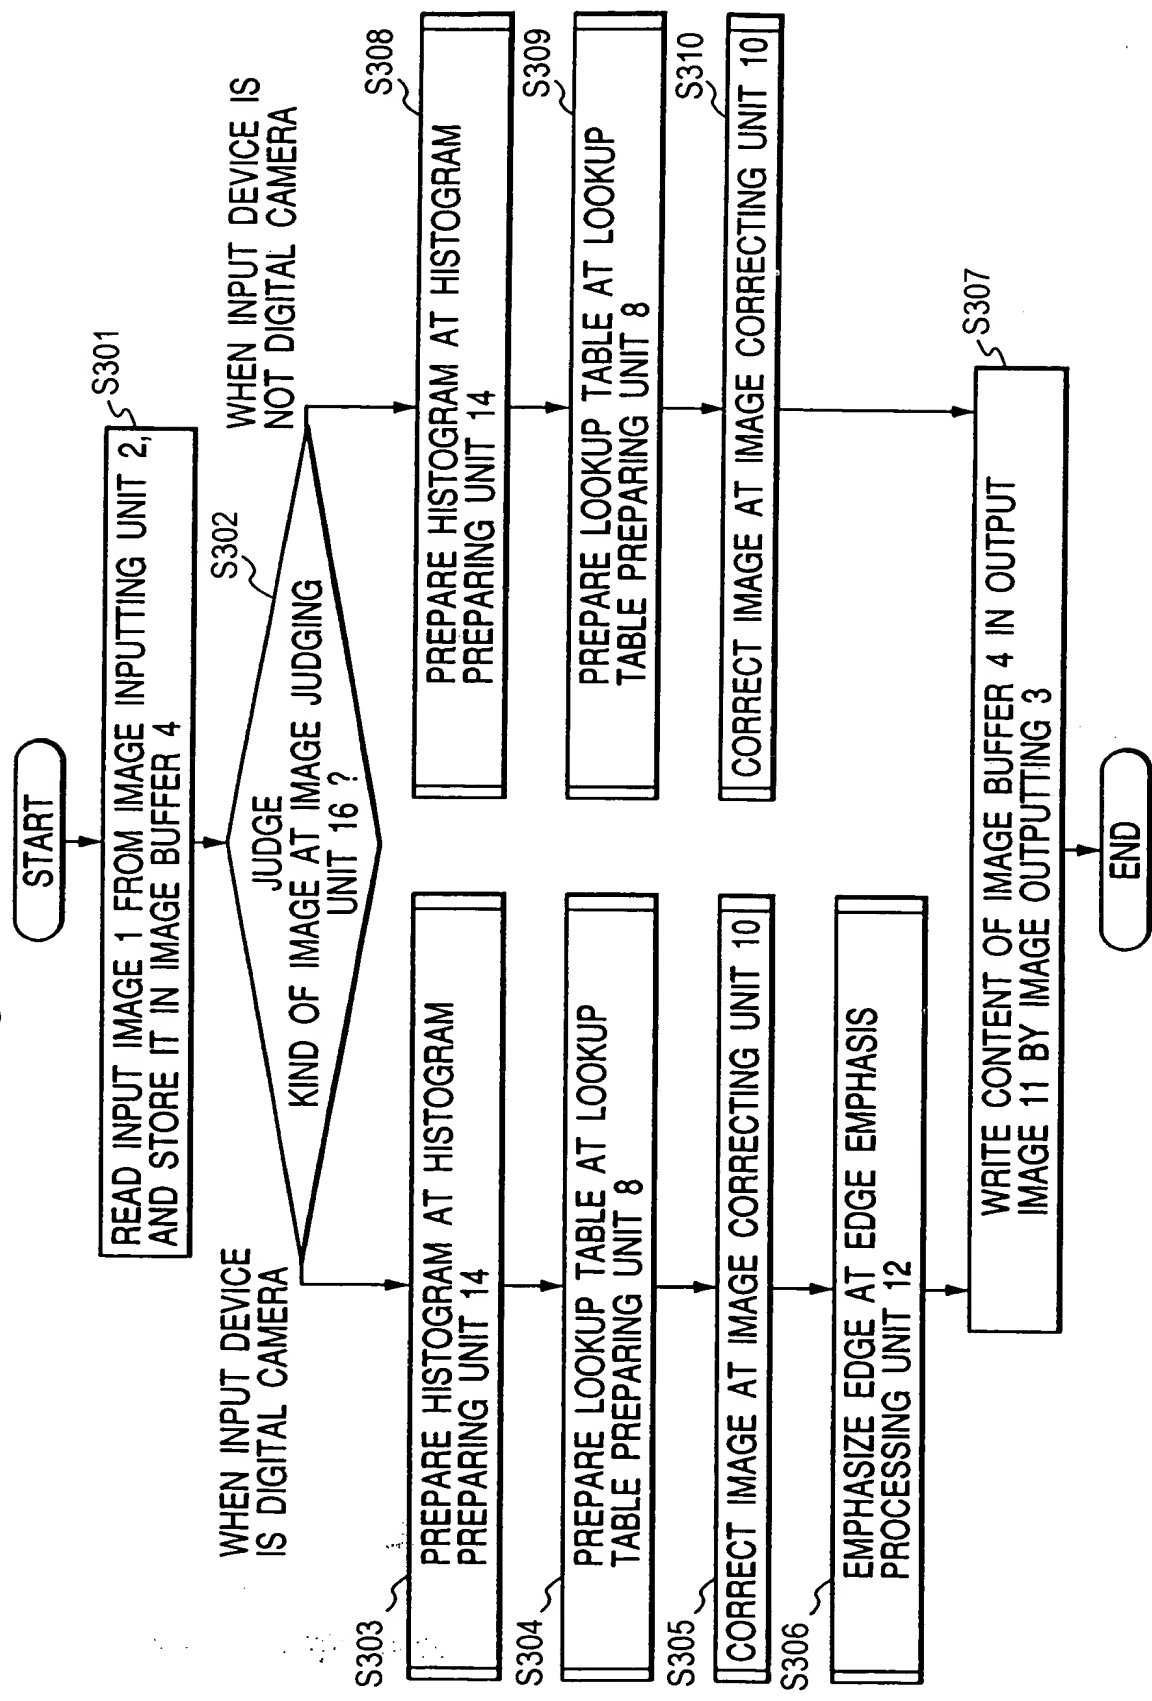 START
S301
READ INPUT IMAGE 1 FROM IMAGE INPUTTING UNIT 2,
AND STORE IT IN IMAGE BUFFER 4
S302
JUDGE
KIND OF IMAGE AT IMAGE JUDGING
UNIT 16 ?
WHEN INPUT DEVICE
IS DIGITAL CAMERA
WHEN INPUT DEVICE IS
NOT DIGITAL CAMERA
S303
PREPARE HISTOGRAM AT HISTOGRAM
PREPARING UNIT 14
S304
PREPARE LOOKUP TABLE AT LOOKUP
TABLE PREPARING UNIT 8
S305
CORRECT IMAGE AT IMAGE CORRECTING UNIT 10
S306
EMPHASIZE EDGE AT EDGE EMPHASIS
PROCESSING UNIT 12
S308
PREPARE HISTOGRAM AT HISTOGRAM
PREPARING UNIT 14
S309
PREPARE LOOKUP TABLE AT LOOKUP
TABLE PREPARING UNIT 8
S310
CORRECT IMAGE AT IMAGE CORRECTING UNIT 10
S307
WRITE CONTENT OF IMAGE BUFFER 4 IN OUTPUT
IMAGE 11 BY IMAGE OUTPUTTING 3
END